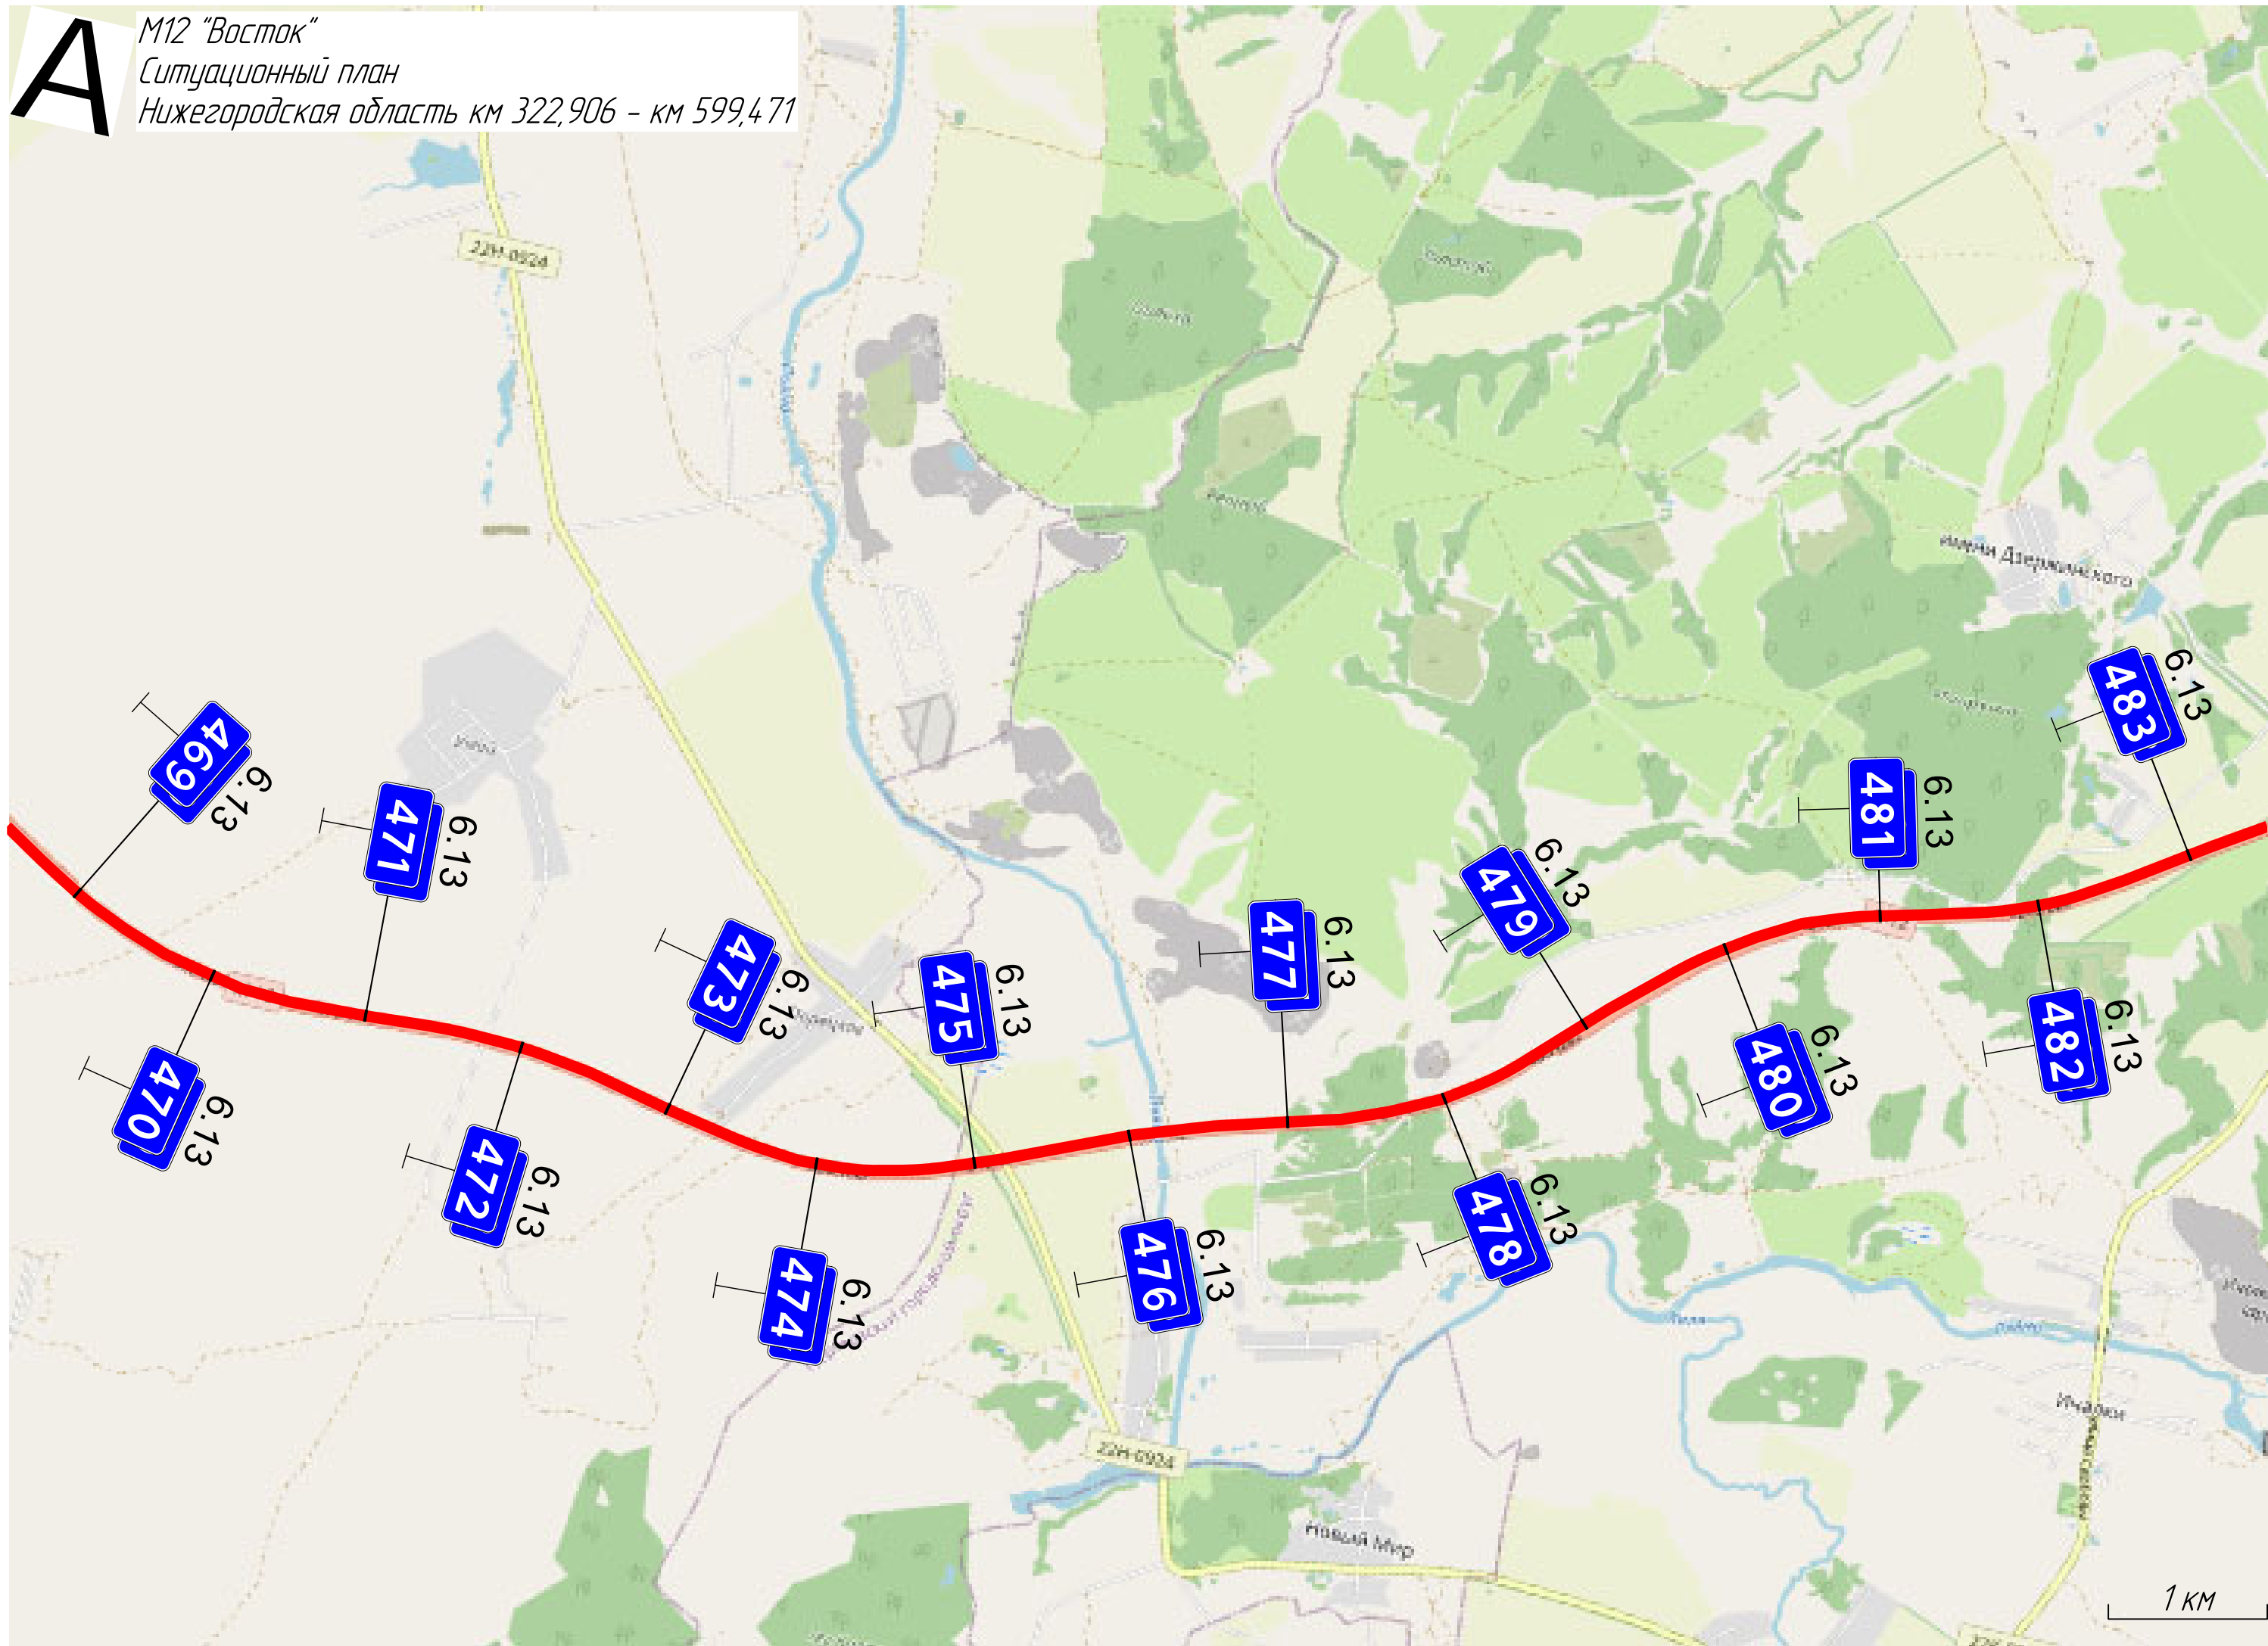 А
М12 "Восток"
Ситуационный план
Нижегородская область км 322,906 - км 599,471
22Н-0924
имени Дзержинского
483
6.13
469
6.13
471
6.13
481
6.13
479
6.13
473
6.13
477
6.13
475
6.13
482
6.13
480
6.13
470
6.13
472
6.13
478
6.13
476
6.13
474
6.13
Пьяна
Ичалки
22Н-0924
Новый Мир
1 км